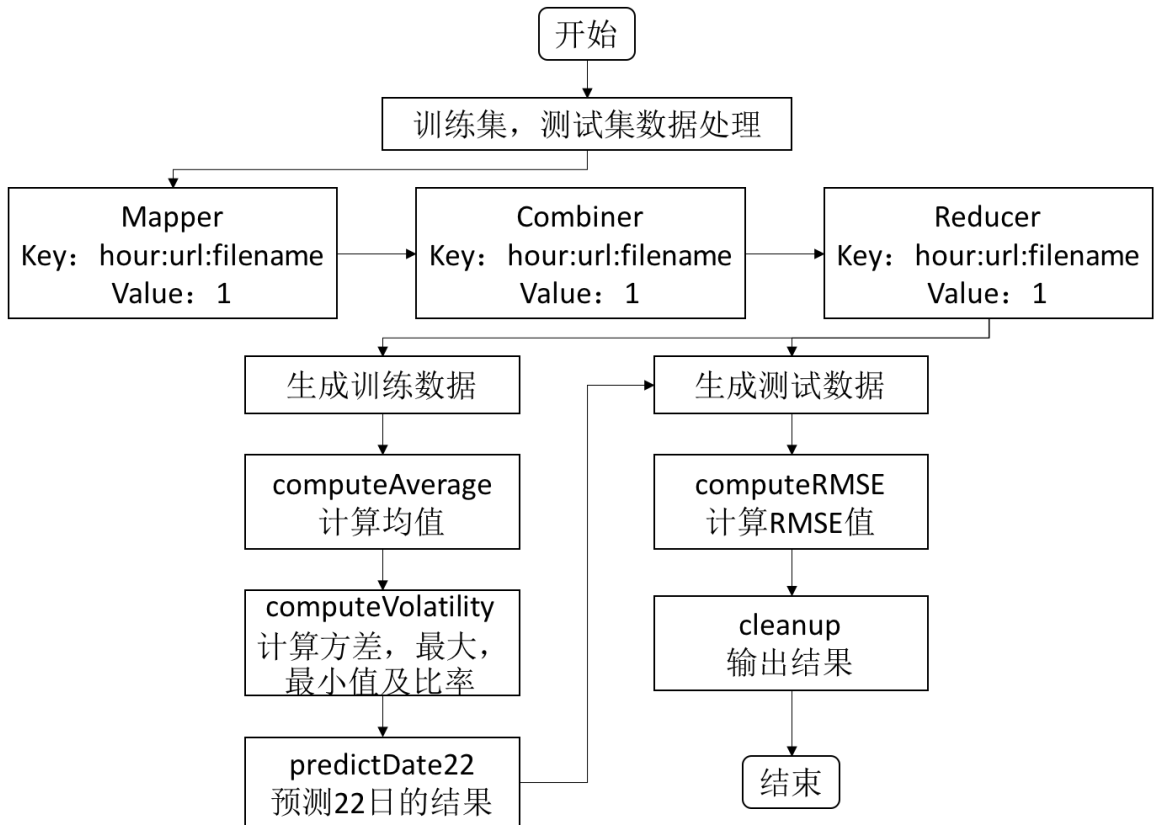 开始
训练集，测试集数据处理
Mapper
Key：hour:url:filename
Value：1
Combiner
Key：hour:url:filename
Value：1
Reducer
Key：hour:url:filename
Value：1
生成训练数据
生成测试数据
computeAverage
计算均值
computeRMSE
计算RMSE值
computeVolatility
计算方差，最大，
最小值及比率
cleanup
输出结果
predictDate22
预测22日的结果
结束